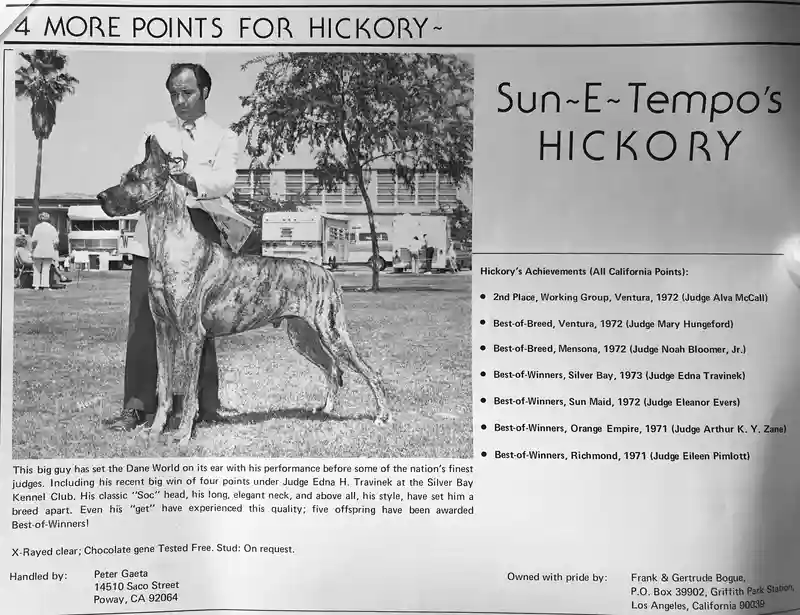 4 MORE POINTS FOR HICKORY~
Sun~E~Tempo's
HICKORY
Hickory's Achievements (All California Points):
• 2nd Place, Working Group, Ventura, 1972 (Judge Alva McCall)
• Best-of-Breed, Ventura, 1972 (Judge Mary Hungeford)
• Best-of-Breed, Mensona, 1972 (Judge Noah Bloomer, Jr.)
• Best-of-Winners, Silver Bay, 1973 (Judge Edna Travinek)
• Best-of-Winners, Sun Maid, 1972 (Judge Eleanor Evers)
• Best-of-Winners, Orange Empire, 1971 (Judge Arthur K. Y. Zane)
• Best-of-Winners, Richmond, 1971 (Judge Eileen Pimlott)
This big guy has set the Dane World on its ear with his performance before some of the nation's finest
judges. Including his recent big win of four points under Judge Edna H. Travinek at the Silver Bay
Kennel Club. His classic "Soc" head, his long, elegant neck, and above all, his style, have set him a
breed apart. Even his "get" have experienced this quality; five offspring have been awarded
Best-of-Winners!
X-Rayed clear; Chocolate gene Tested Free. Stud: On request.
Handled by: Peter Gaeta
14510 Saco Street
Poway, CA 92064
Owned with pride by: Frank & Gertrude Bogue,
P.O. Box 39902, Griffith Park Station,
Los Angeles, California 90039